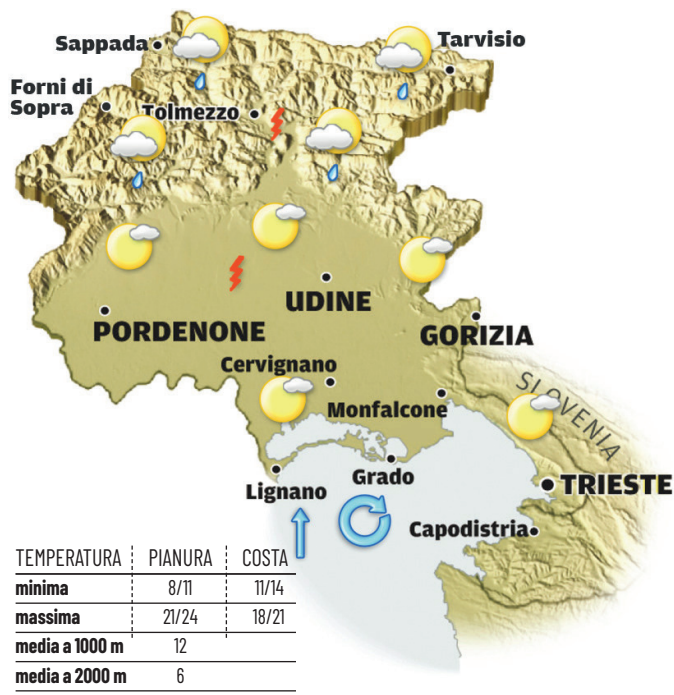 Sappada
Tarvisio
Forni di
Sopra
Tolmezzo
UDINE
PORDENONE
GORIZIA
Cervignano
SLOVENIA
Monfalcone
Grado
Lignano
TRIESTE
Capodistria
TEMPERATURA PIANURA COSTA
minima 8/11 11/14
massima 21/24 18/21
media a 1000 m 12
media a 2000 m 6